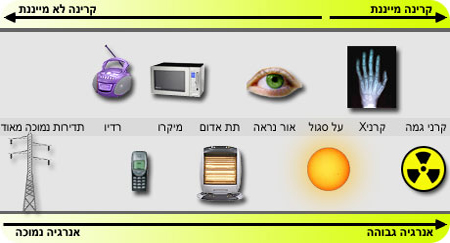 קרינה מייננת
קרינה לא מייננת
קרני גמה
קרניX
על סגול
אור נראה
תת אדום
מיקרו
רדיו
תדירות נמוכה מאוד
אנרגיה גבוהה
אנרגיה נמוכה